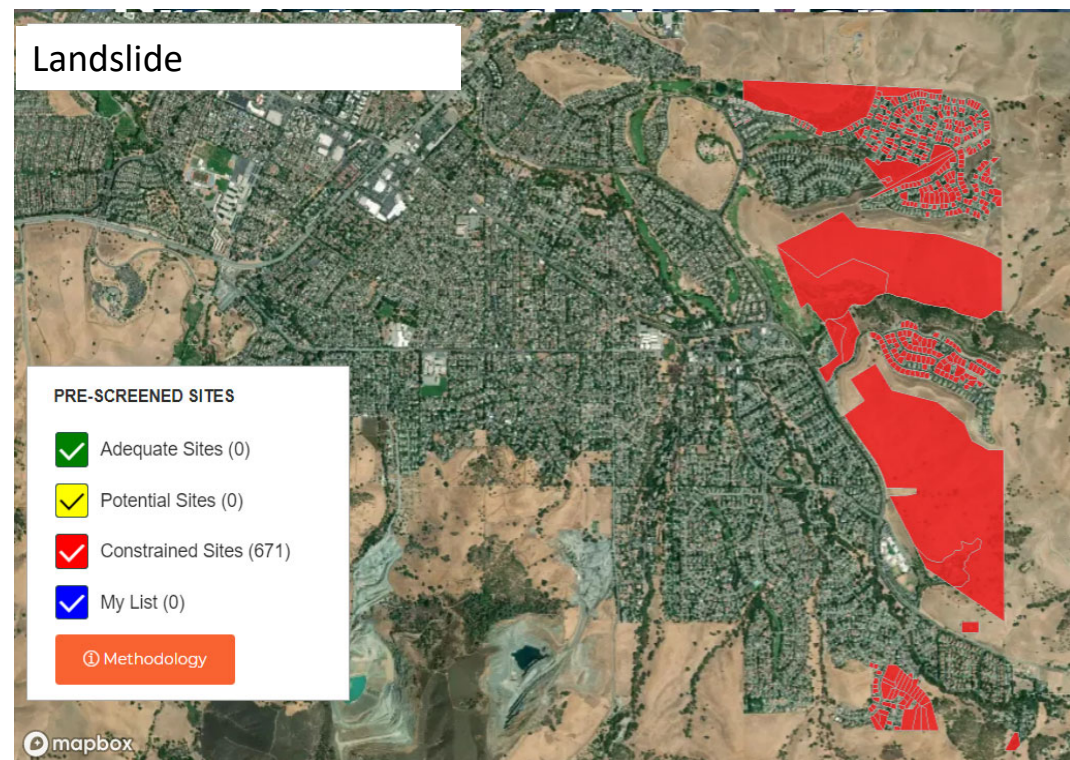 Landslide
PRE-SCREENED SITES
Adequate Sites (0)
Potential Sites (0)
Constrained Sites (671)
My List (0)
Methodology
mapbox